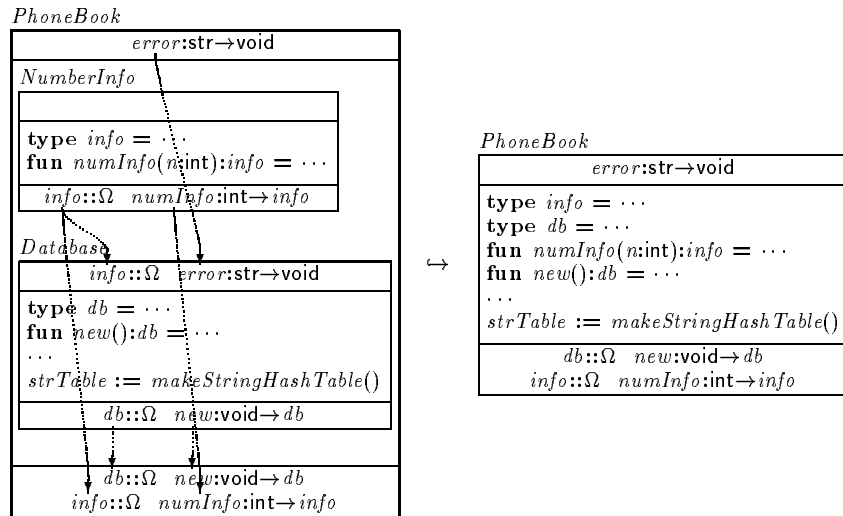 PhoneBook
error:str→void
NumberInfo
type info = ···
fun numInfo(n:int):info = ···
info::Ω numInfo:int→info
Database
info::Ω error:str→void
type db = ···
fun new():db = ···
···
strTable := makeStringHashTable()
db::Ω new:void→db
db::Ω new:void→db
info::Ω numInfo:int→info
↪
PhoneBook
error:str→void
type info = ···
type db = ···
fun numInfo(n:int):info = ···
fun new():db = ···
···
strTable := makeStringHashTable()
db::Ω new:void→db
info::Ω numInfo:int→info